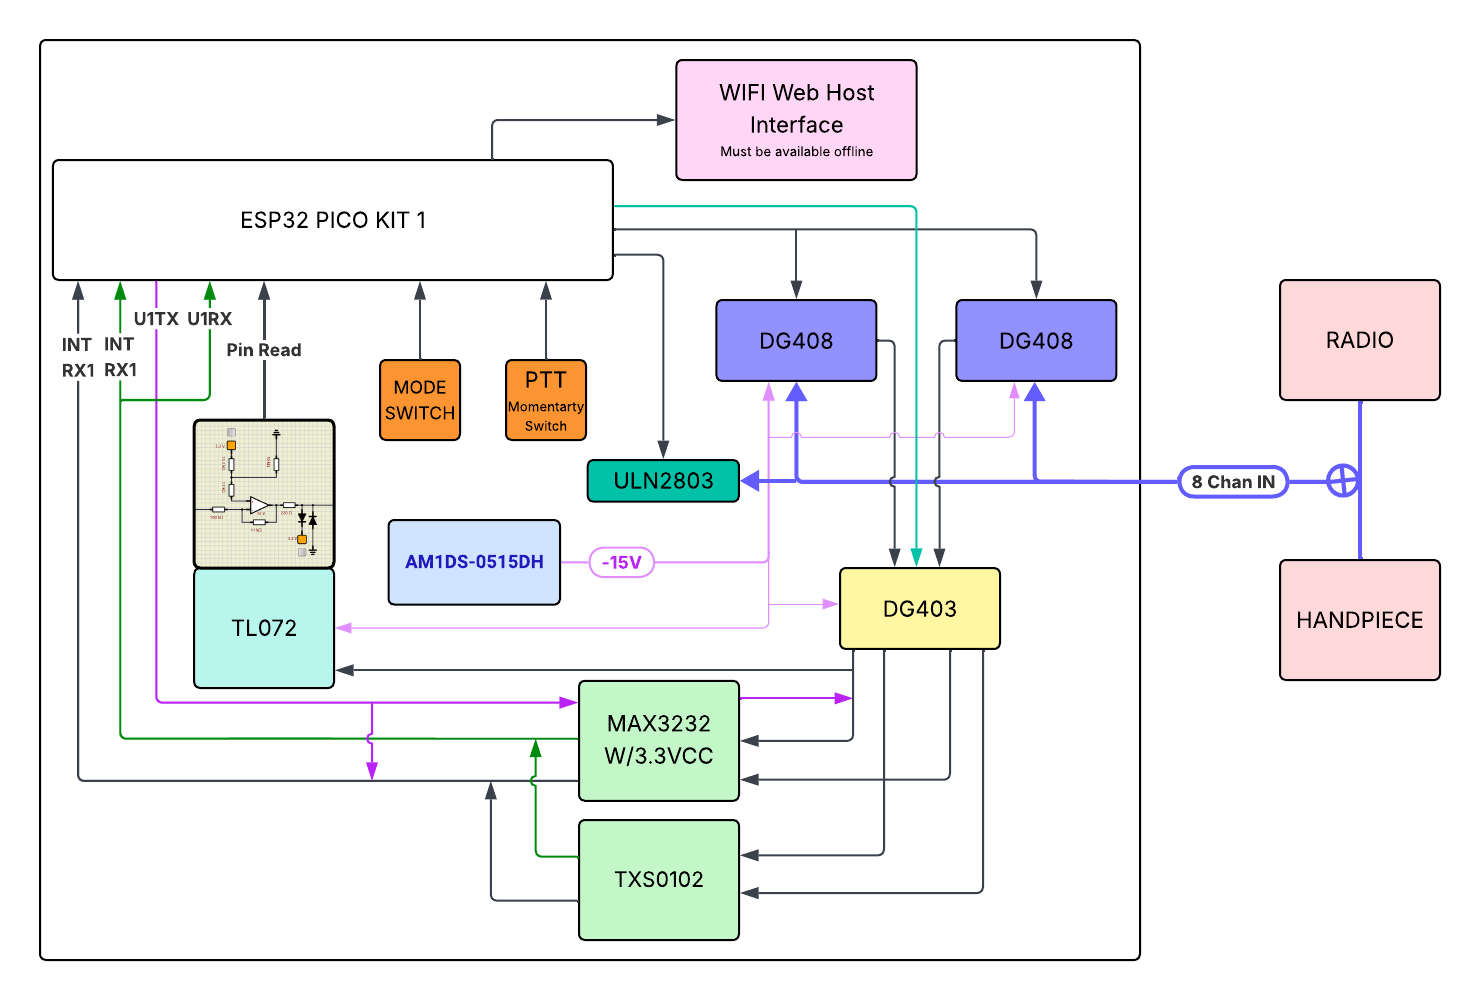 WIFI Web Host
Interface
Must be available offline
ESP32 PICO KIT 1
U1TX
U1RX
INT
RX1
INT
RX1
Pin Read
MODE
SWITCH
PTT
Momentarty
Switch
DG408
DG408
RADIO
ULN2803
8 Chan IN
AM1DS-0515DH
-15V
DG403
HANDPIECE
TL072
MAX3232
W/3.3VCC
TXS0102